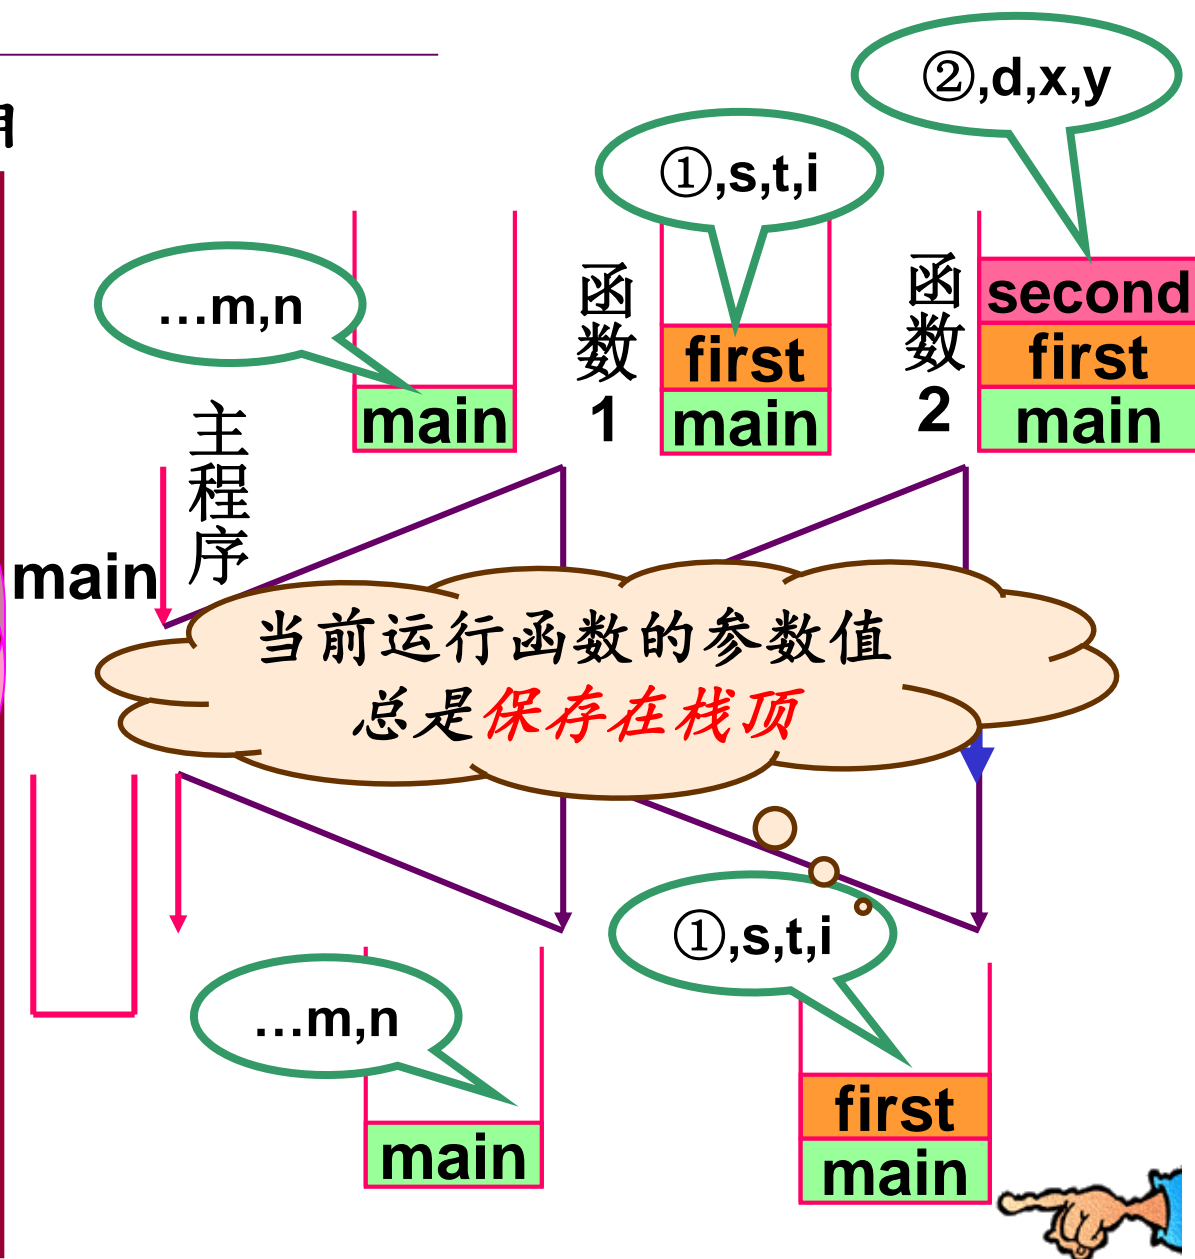 ②,d,x,y
①,s,t,i
…m,n
函数1
first
main
函数2
second
first
main
main
主程序
main
当前运行函数的参数值
总是保存在栈顶
①,s,t,i
…m,n
first
main
main